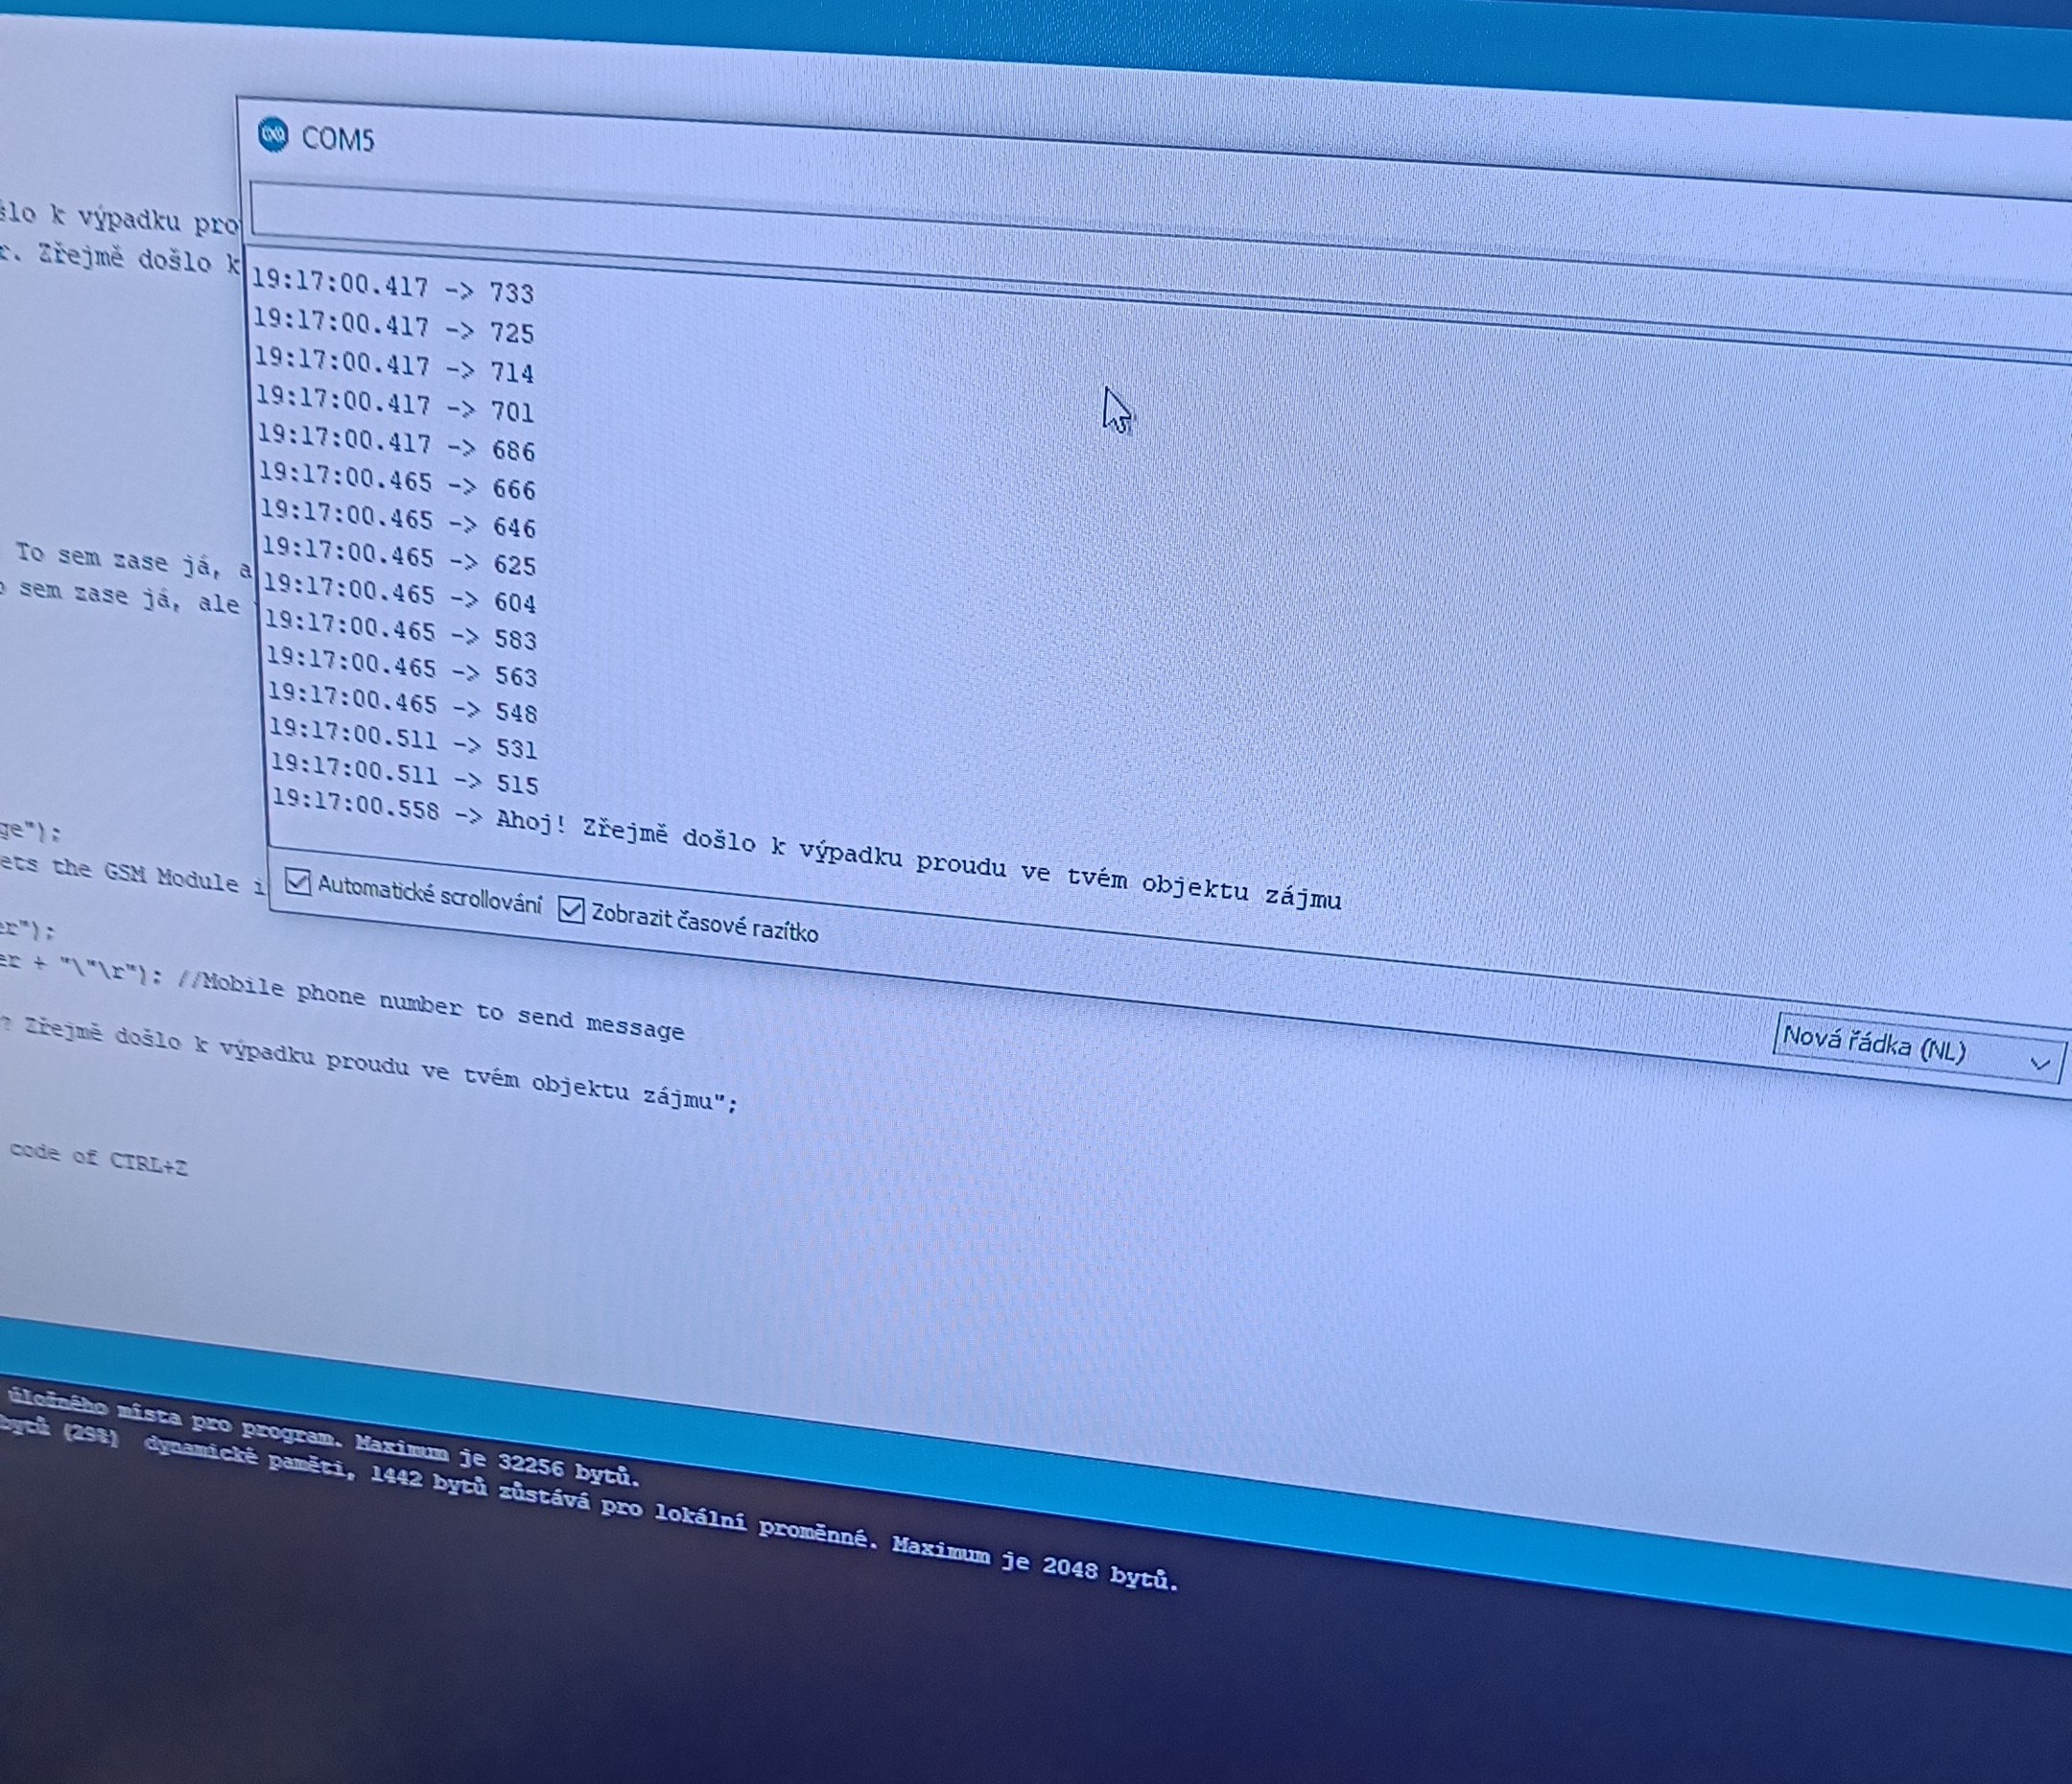 COM5
šlo k výpadku pro
r. Zřejmě došlo k
19:17:00.417 -> 733
19:17:00.417 -> 725
19:17:00.417 -> 714
19:17:00.417 -> 701
19:17:00.417 -> 686
19:17:00.465 -> 666
19:17:00.465 -> 646
19:17:00.465 -> 625
19:17:00.465 -> 604
19:17:00.465 -> 583
19:17:00.465 -> 563
19:17:00.465 -> 548
19:17:00.511 -> 531
19:17:00.511 -> 515
19:17:00.558 -> Ahoj! Zřejmě došlo k výpadku proudu ve tvém objektu zájmu
To sem zase já, a
o sem zase já, ale
Automatické scrollování Zobrazit časové razítko
Nová řádka (NL)
ge");
ets the GSM Module i
er");
er + "\"\r"); //Mobile phone number to send message
? Zřejmě došlo k výpadku proudu ve tvém objektu zájmu";
code of CTRL+Z
úložného místa pro program. Maximum je 32256 bytů.
bytů (29%) dynamické paměti, 1442 bytů zůstává pro lokální proměnné. Maximum je 2048 bytů.